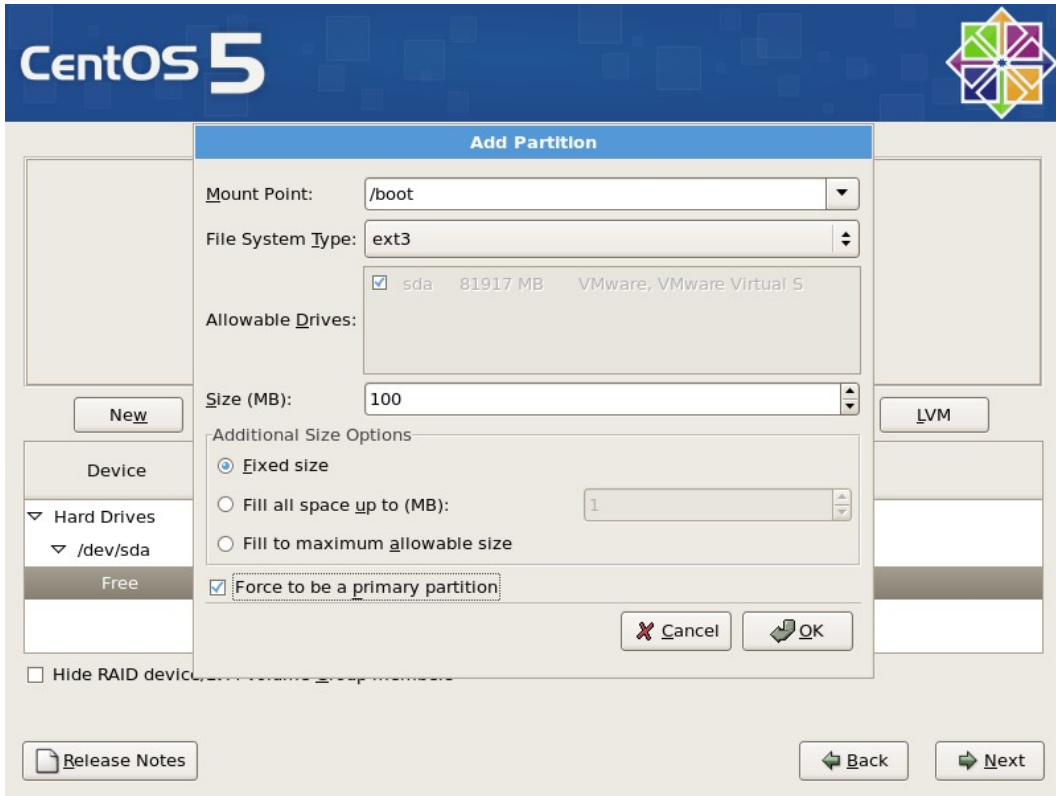 CentOS 5
Add Partition
Mount Point: /boot
File System Type: ext3
Allowable Drives:
sda 81917 MB VMware, VMware Virtual S
Size (MB): 100
New
LVM
Additional Size Options
Fixed size
Fill all space up to (MB): 1
Fill to maximum allowable size
Device
Hard Drives
/dev/sda
Free
Force to be a primary partition
Cancel
OK
Hide RAID device
Release Notes
Back
Next